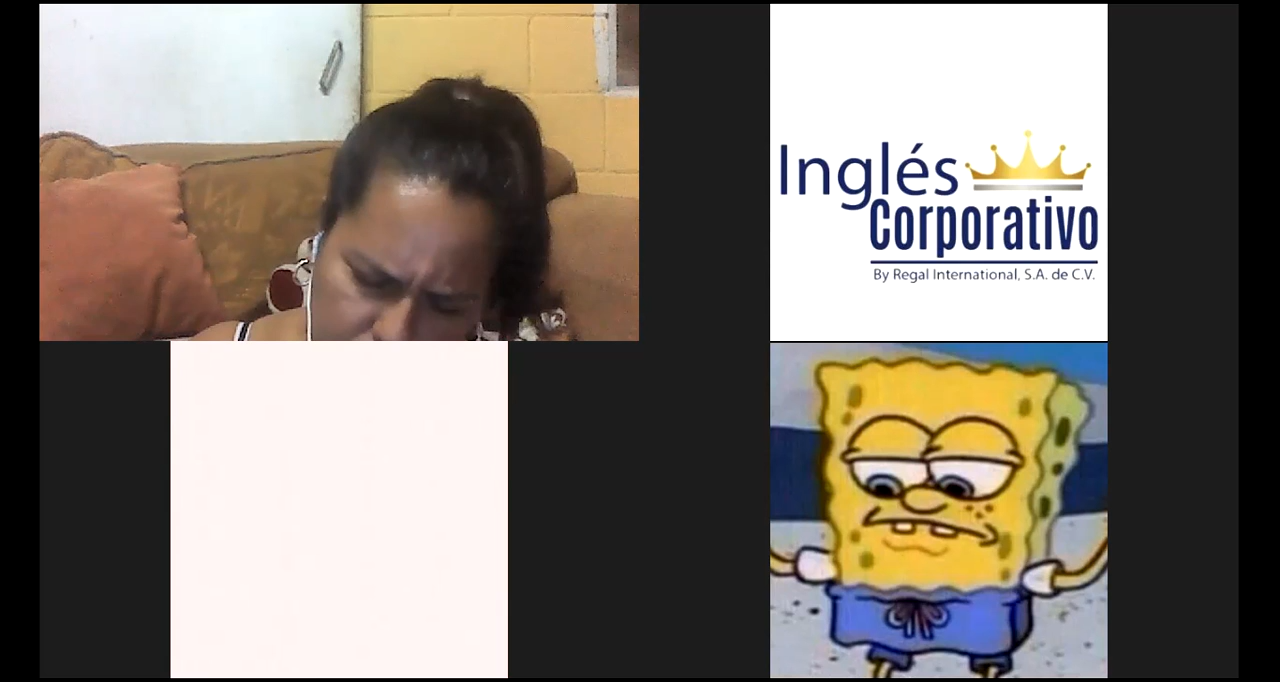 Inglés
Corporativo
By Regal International, S.A. de C.V.